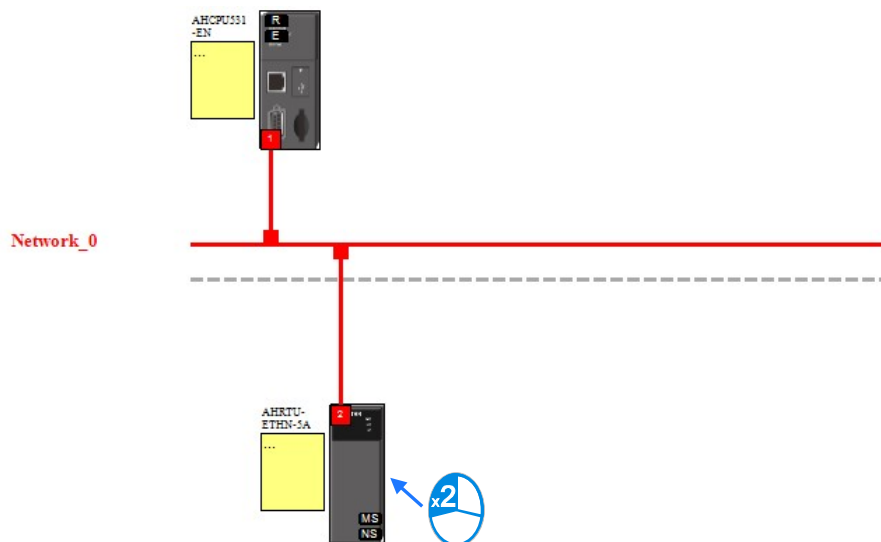 AHCPU531
-EN
...
R
E
1
Network_0
AHRTU-
ETHN-5A
...
2
MS
NS
x2